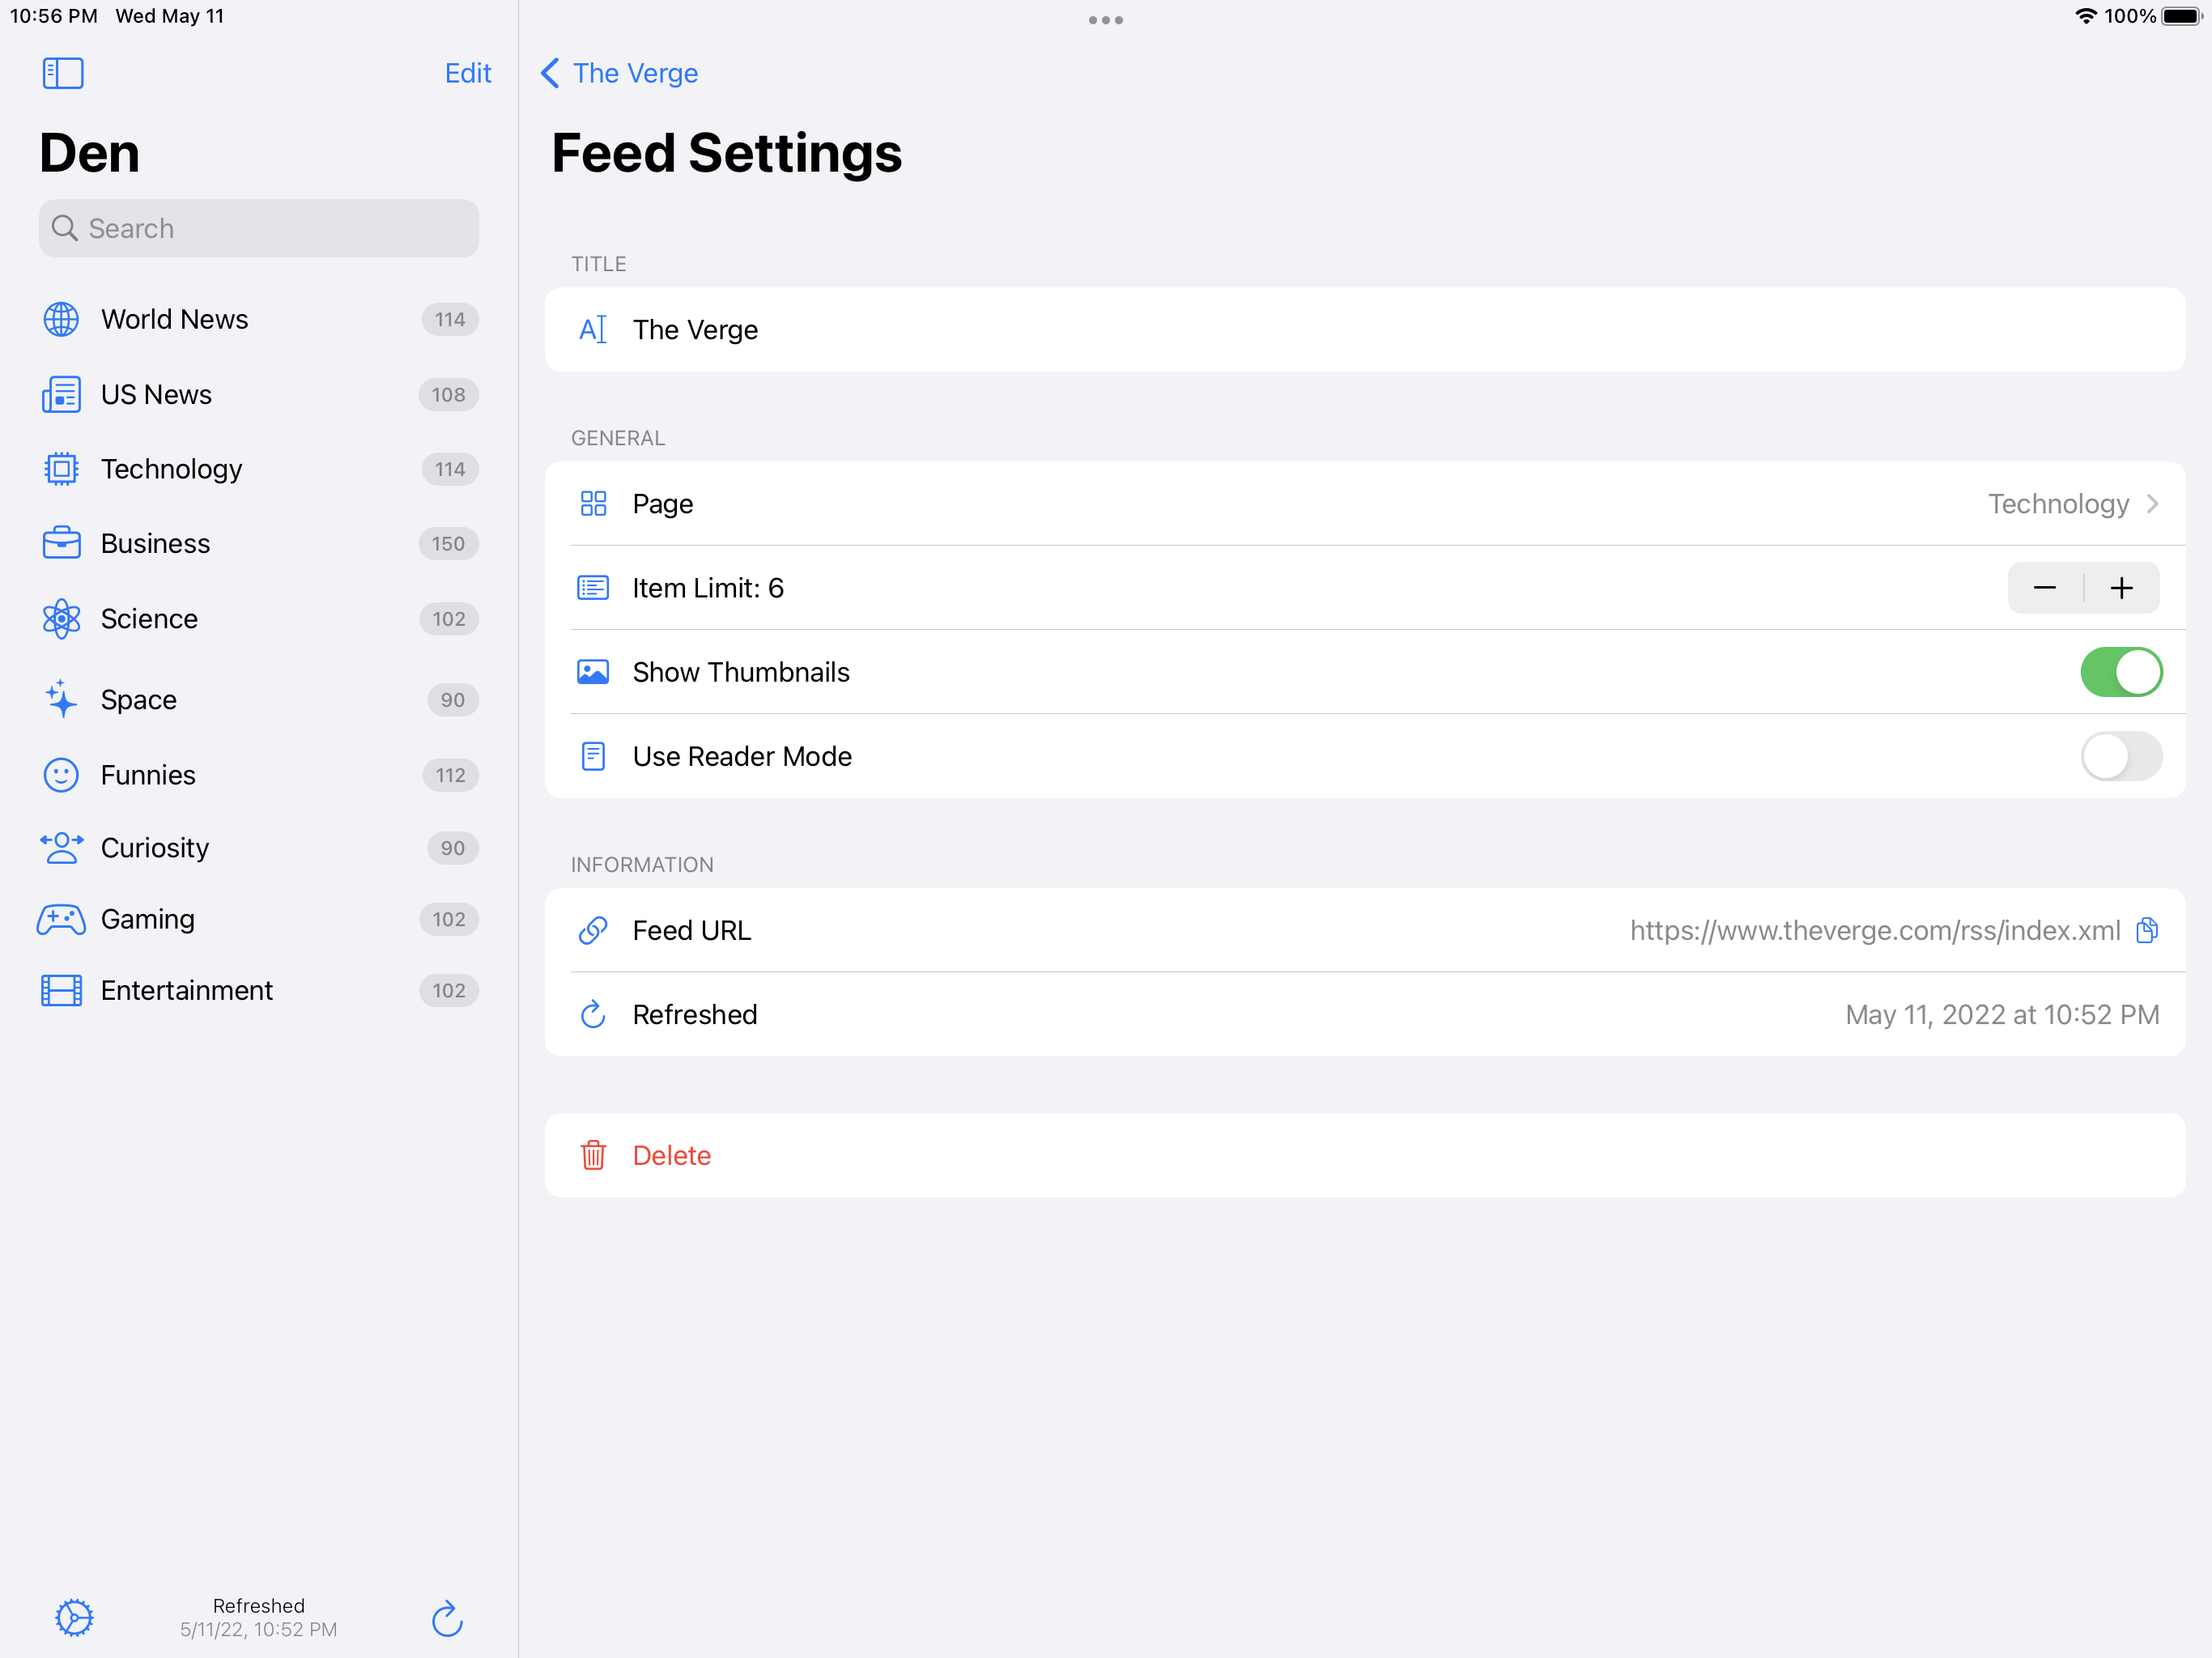 10:56 PM Wed May 11
100%
Edit
Den
Search
World News 114
US News 108
Technology 114
Business 150
Science 102
Space 90
Funnies 112
Curiosity 90
Gaming 102
Entertainment 102
Refreshed
5/11/22, 10:52 PM
The Verge
Feed Settings
TITLE
The Verge
GENERAL
Page Technology
Item Limit: 6
Show Thumbnails
Use Reader Mode
INFORMATION
Feed URL https://www.theverge.com/rss/index.xml
Refreshed May 11, 2022 at 10:52 PM
Delete